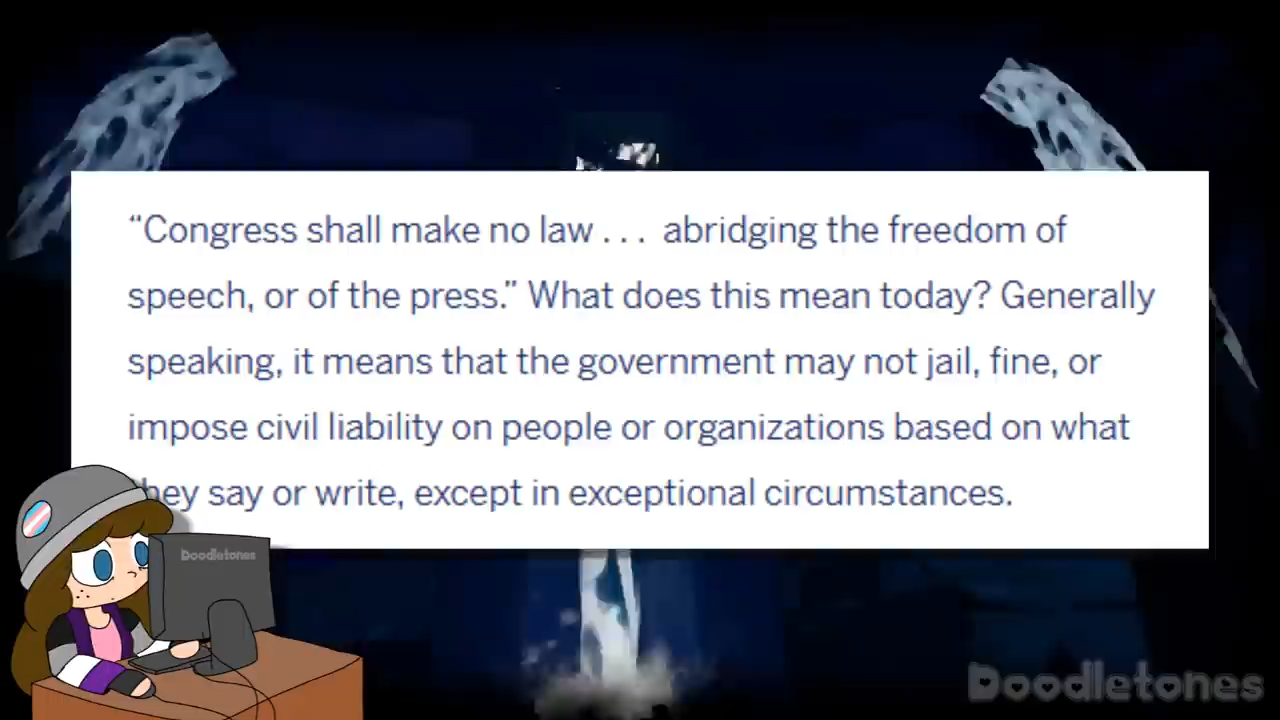 “Congress shall make no law . . . abridging the freedom of
speech, or of the press.” What does this mean today? Generally
speaking, it means that the government may not jail, fine, or
impose civil liability on people or organizations based on what
they say or write, except in exceptional circumstances.
Doodletones
Doodletones